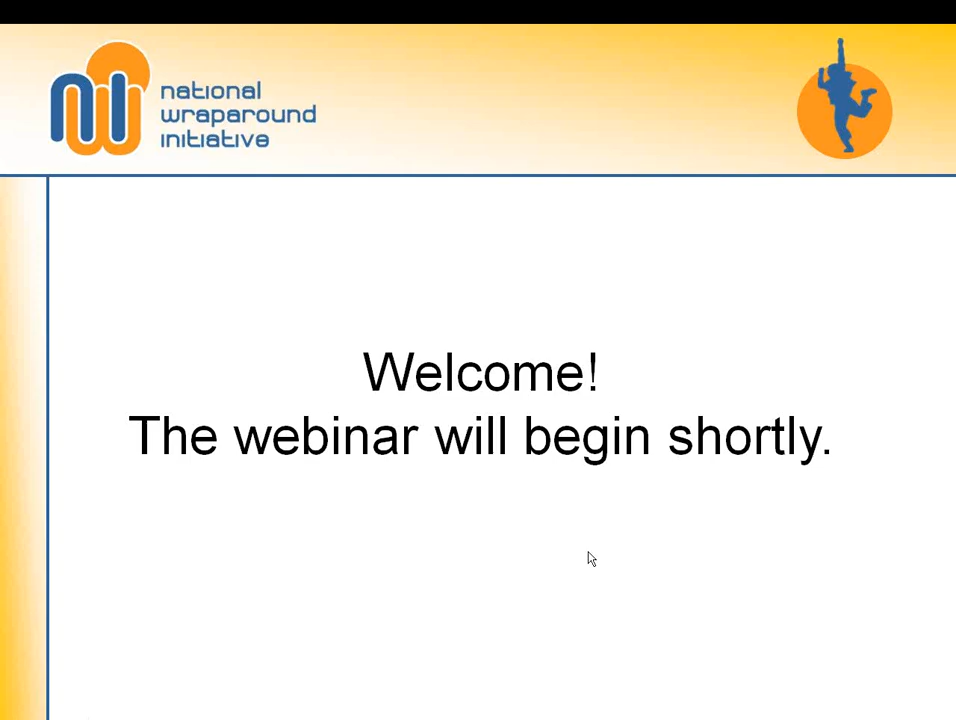 national
wraparound
initiative
Welcome!
The webinar will begin shortly.